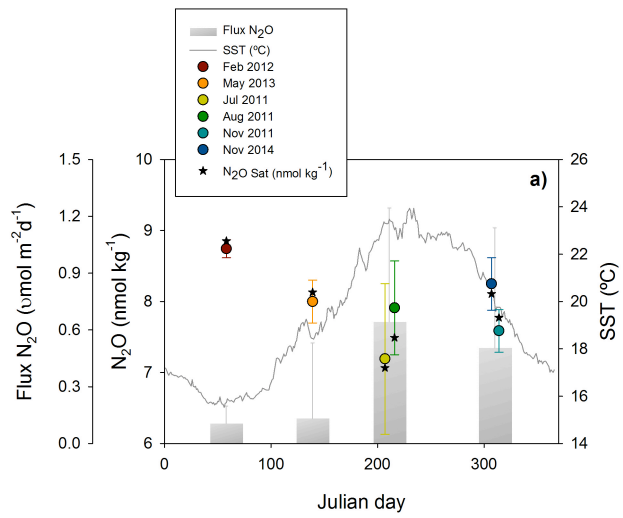 Flux N₂O
SST (ºC)
Feb 2012
May 2013
Jul 2011
Aug 2011
Nov 2011
Nov 2014
N₂O Sat (nmol kg⁻¹)
a)
1.5
1.2
0.9
0.6
0.3
0.0
Flux N₂O (υmol m⁻²d⁻¹)
10
9
8
7
6
N₂O (nmol kg⁻¹)
26
24
22
20
18
16
14
SST (ºC)
0
100
200
300
Julian day